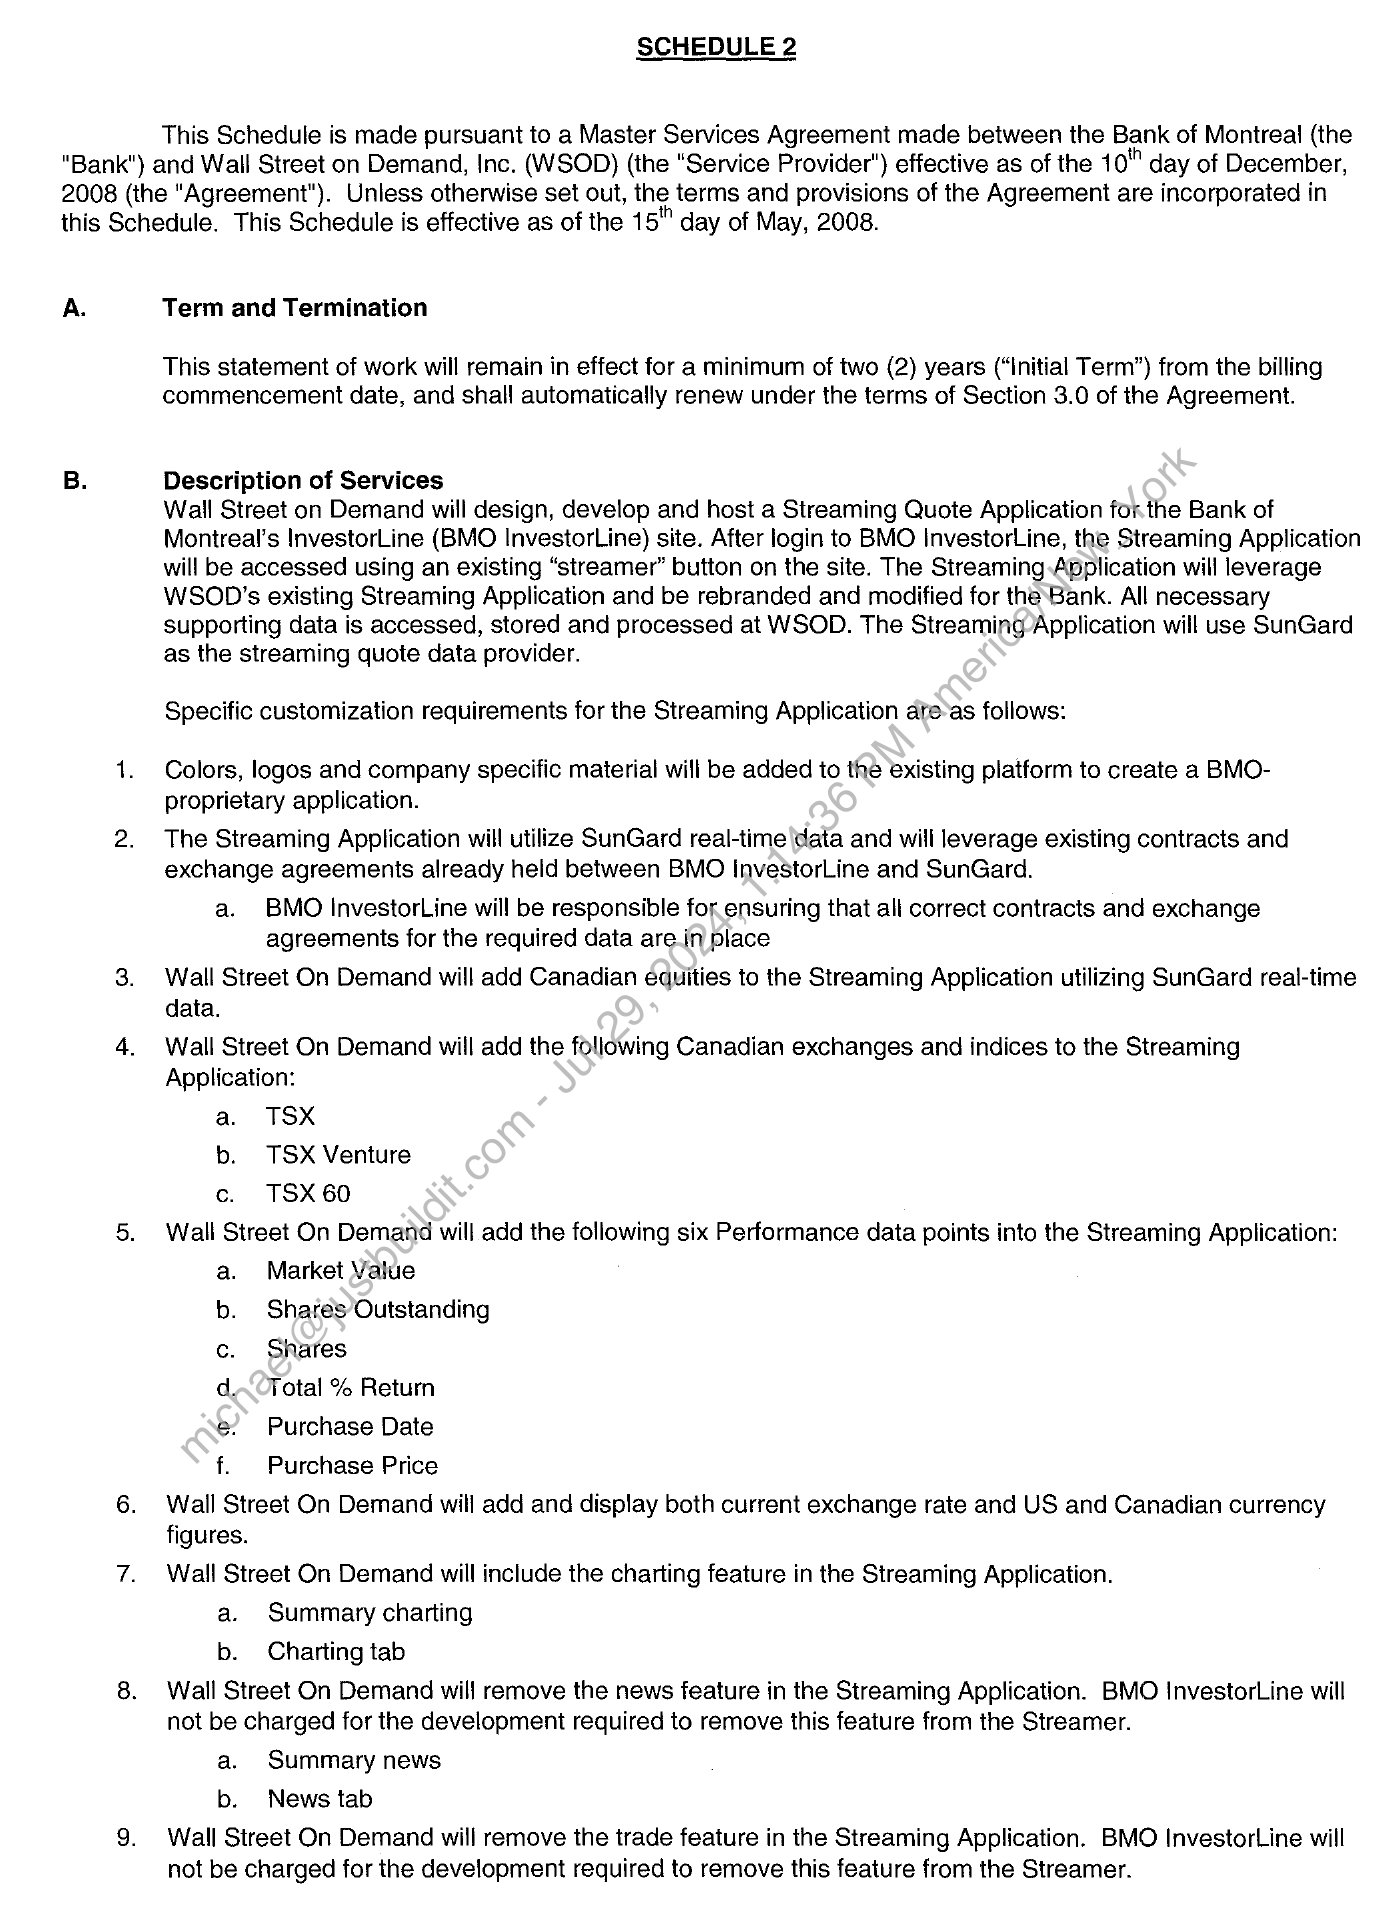 SCHEDULE 2
This Schedule is made pursuant to a Master Services Agreement made between the Bank of Montreal (the
"Bank") and Wall Street on Demand, Inc. (WSOD) (the "Service Provider") effective as of the 10th day of December,
2008 (the "Agreement").  Unless otherwise set out, the terms and provisions of the Agreement are incorporated in
this Schedule.  This Schedule is effective as of the 15th day of May, 2008.
A. Term and Termination
This statement of work will remain in effect for a minimum of two (2) years (“Initial Term”) from the billing
commencement date, and shall automatically renew under the terms of Section 3.0 of the Agreement.
B. Description of Services
Wall Street on Demand will design, develop and host a Streaming Quote Application for the Bank of
Montreal's InvestorLine (BMO InvestorLine) site. After login to BMO InvestorLine, the Streaming Application
will be accessed using an existing “streamer” button on the site. The Streaming Application will leverage
WSOD's existing Streaming Application and be rebranded and modified for the Bank. All necessary
supporting data is accessed, stored and processed at WSOD. The Streaming Application will use SunGard
as the streaming quote data provider.
Specific customization requirements for the Streaming Application are as follows:
1. Colors, logos and company specific material will be added to the existing platform to create a BMO-
proprietary application.
2. The Streaming Application will utilize SunGard real-time data and will leverage existing contracts and
exchange agreements already held between BMO InvestorLine and SunGard.
a. BMO InvestorLine will be responsible for ensuring that all correct contracts and exchange
agreements for the required data are in place
3. Wall Street On Demand will add Canadian equities to the Streaming Application utilizing SunGard real-time
data.
4. Wall Street On Demand will add the following Canadian exchanges and indices to the Streaming
Application:
a. TSX
b. TSX Venture
c. TSX 60
5. Wall Street On Demand will add the following six Performance data points into the Streaming Application:
a. Market Value
b. Shares Outstanding
c. Shares
d. Total % Return
e. Purchase Date
f. Purchase Price
6. Wall Street On Demand will add and display both current exchange rate and US and Canadian currency
figures.
7. Wall Street On Demand will include the charting feature in the Streaming Application.
a. Summary charting
b. Charting tab
8. Wall Street On Demand will remove the news feature in the Streaming Application.  BMO InvestorLine will
not be charged for the development required to remove this feature from the Streamer.
a. Summary news
b. News tab
9. Wall Street On Demand will remove the trade feature in the Streaming Application.  BMO InvestorLine will
not be charged for the development required to remove this feature from the Streamer.
michael@justbuildit.com - Jul 29, 2024, 1:14:36 PM America/New_York